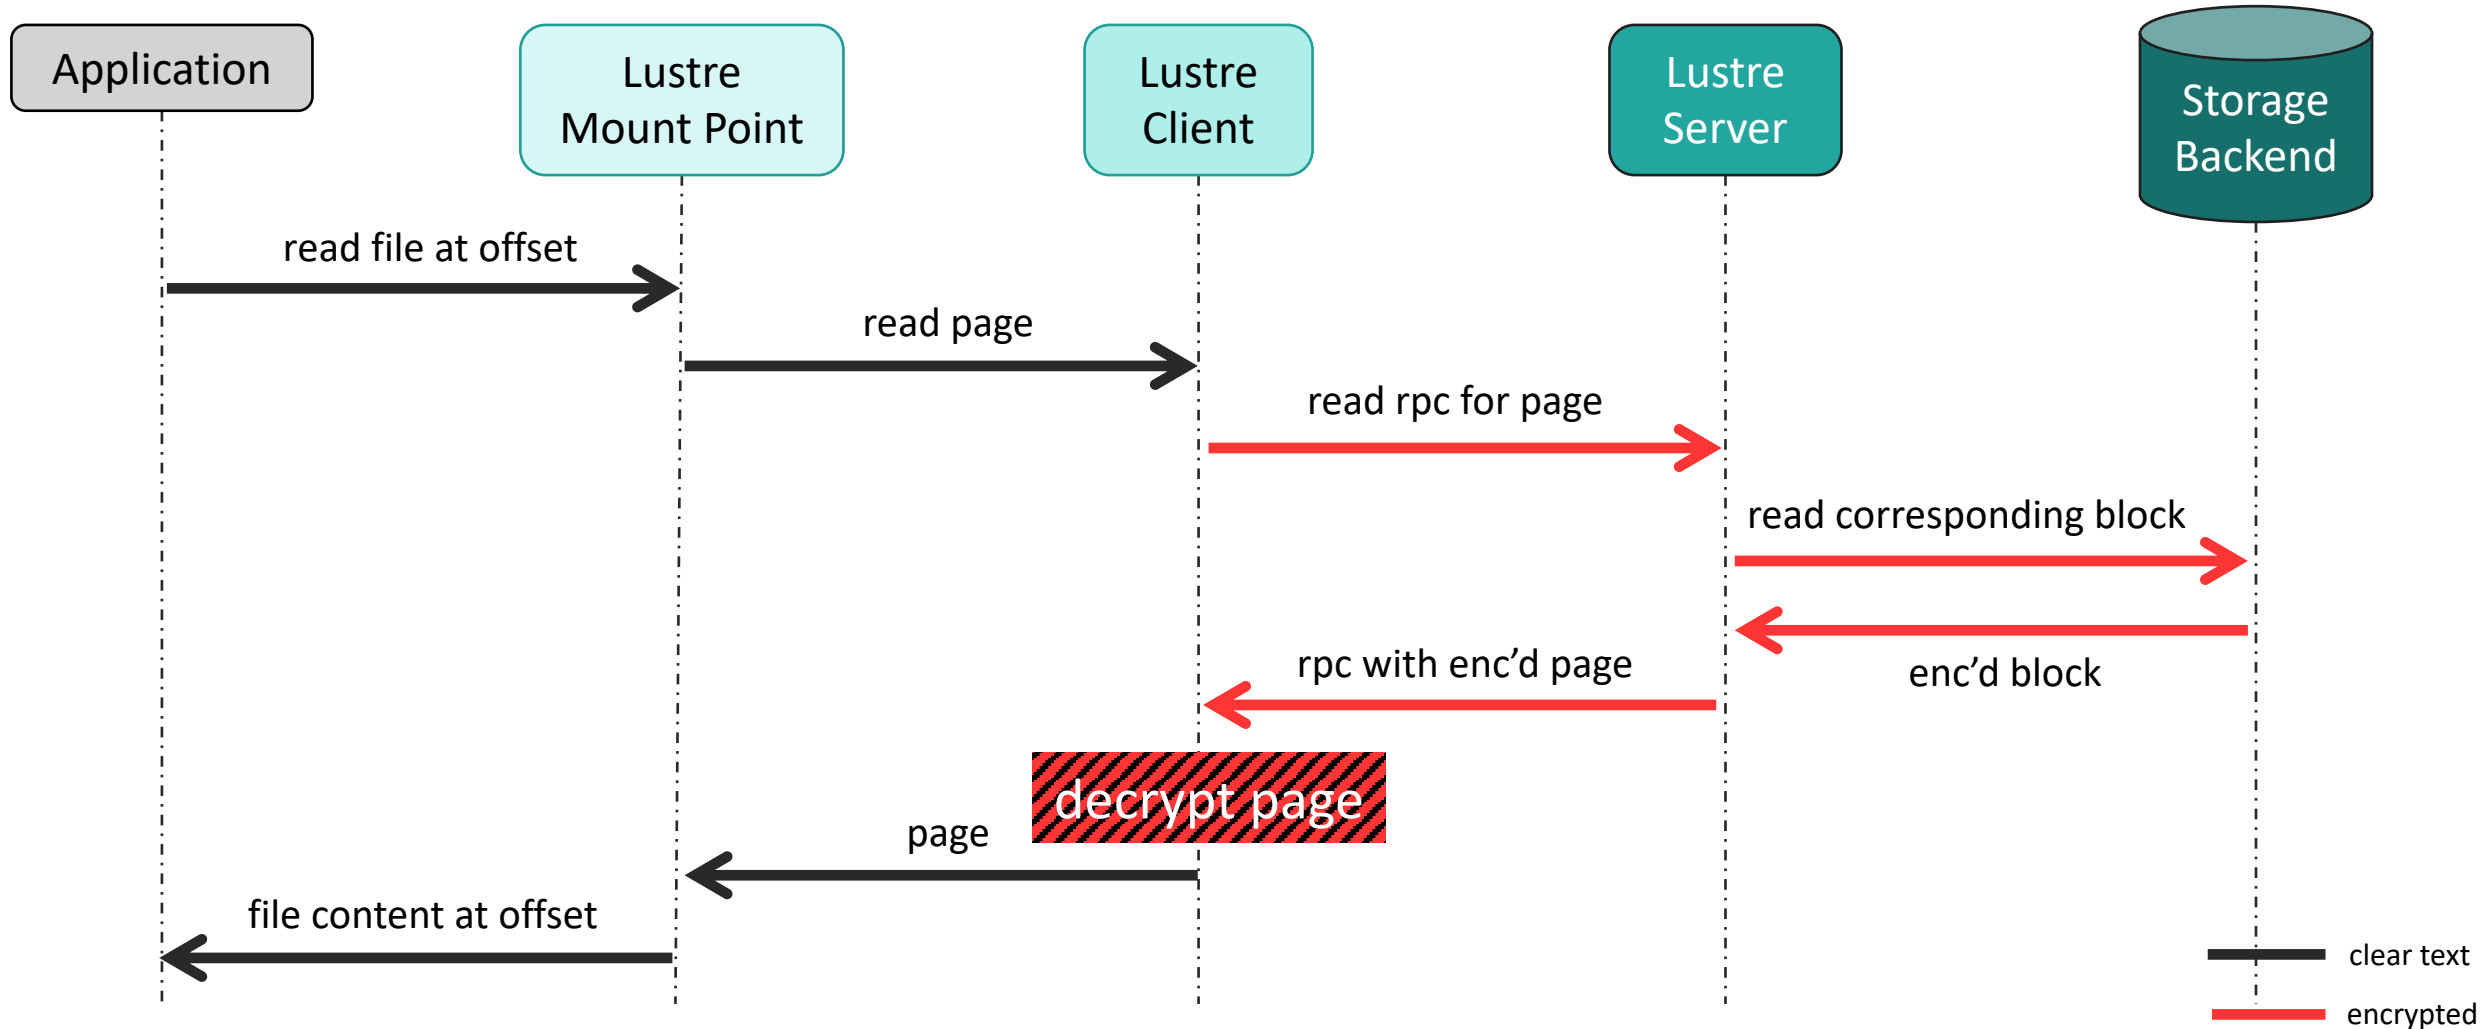 Application
Lustre
Mount Point
Lustre
Client
Lustre
Server
Storage
Backend
read file at offset
read page
read rpc for page
read corresponding block
rpc with enc’d page
enc’d block
decrypt page
page
file content at offset
clear text
encrypted